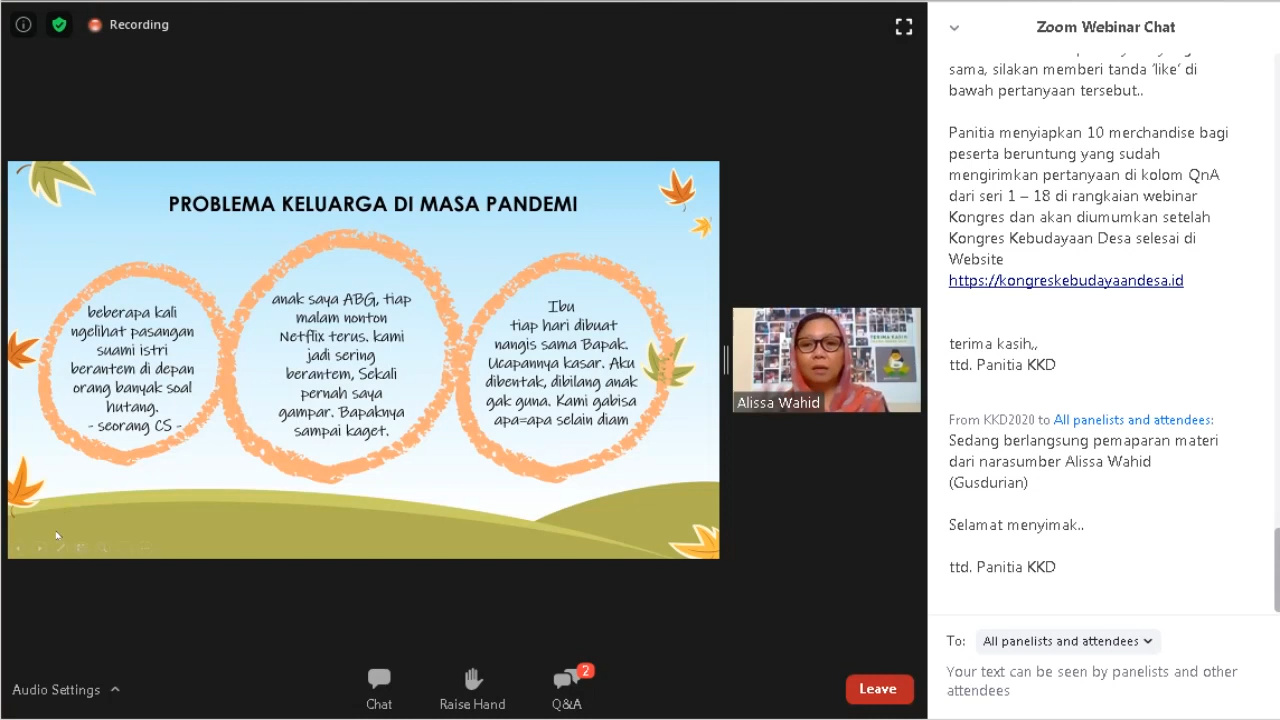 Recording
PROBLEMA KELUARGA DI MASA PANDEMI
beberapa kali
ngelihat pasangan
suami istri
berantem di depan
orang banyak soal
hutang.
- seorang CS -
anak saya ABG, tiap
malam nonton
Netflix terus. kami
jadi sering
berantem, Sekali
pernah saya
gampar. Bapaknya
sampai kaget.
Ibu
tiap hari dibuat
nangis sama Bapak.
Ucapannya kasar. Aku
dibentak, dibilang anak
gak guna. Kami gabisa
apa=apa selain diam
TERIMA KASIH
Alissa Wahid
Audio Settings
Chat
Raise Hand
2
Q&A
Leave
Zoom Webinar Chat
sama, silakan memberi tanda 'like' di
bawah pertanyaan tersebut..
Panitia menyiapkan 10 merchandise bagi
peserta beruntung yang sudah
mengirimkan pertanyaan di kolom QnA
dari seri 1 – 18 di rangkaian webinar
Kongres dan akan diumumkan setelah
Kongres Kebudayaan Desa selesai di
Website
https://kongreskebudayaandesa.id
terima kasih,,
ttd. Panitia KKD
From KKD2020 to All panelists and attendees:
Sedang berlangsung pemaparan materi
dari narasumber Alissa Wahid
(Gusdurian)
Selamat menyimak..
ttd. Panitia KKD
To: All panelists and attendees
Your text can be seen by panelists and other
attendees